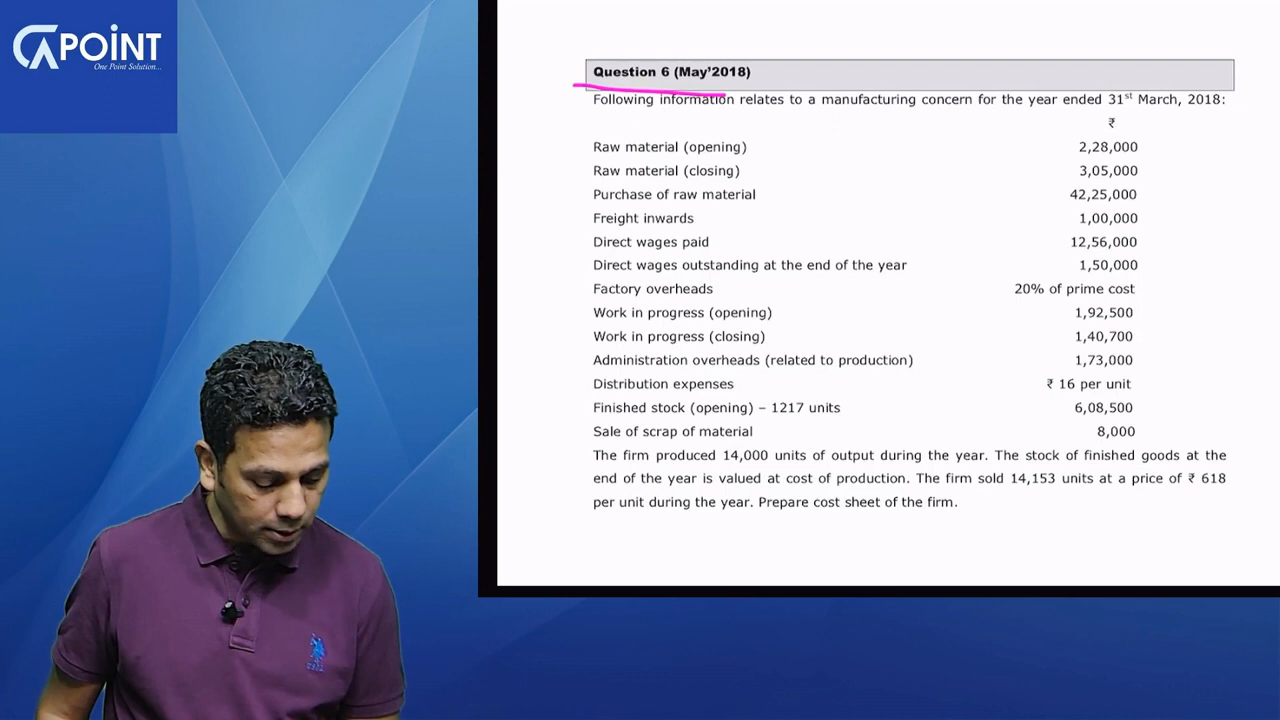 CAPOiNT
One Point Solution...
Question 6 (May'2018)
Following information relates to a manufacturing concern for the year ended 31st March, 2018:
₹
Raw material (opening) 2,28,000
Raw material (closing) 3,05,000
Purchase of raw material 42,25,000
Freight inwards 1,00,000
Direct wages paid 12,56,000
Direct wages outstanding at the end of the year 1,50,000
Factory overheads 20% of prime cost
Work in progress (opening) 1,92,500
Work in progress (closing) 1,40,700
Administration overheads (related to production) 1,73,000
Distribution expenses ₹ 16 per unit
Finished stock (opening) – 1217 units 6,08,500
Sale of scrap of material 8,000
The firm produced 14,000 units of output during the year. The stock of finished goods at the
end of the year is valued at cost of production. The firm sold 14,153 units at a price of ₹ 618
per unit during the year. Prepare cost sheet of the firm.